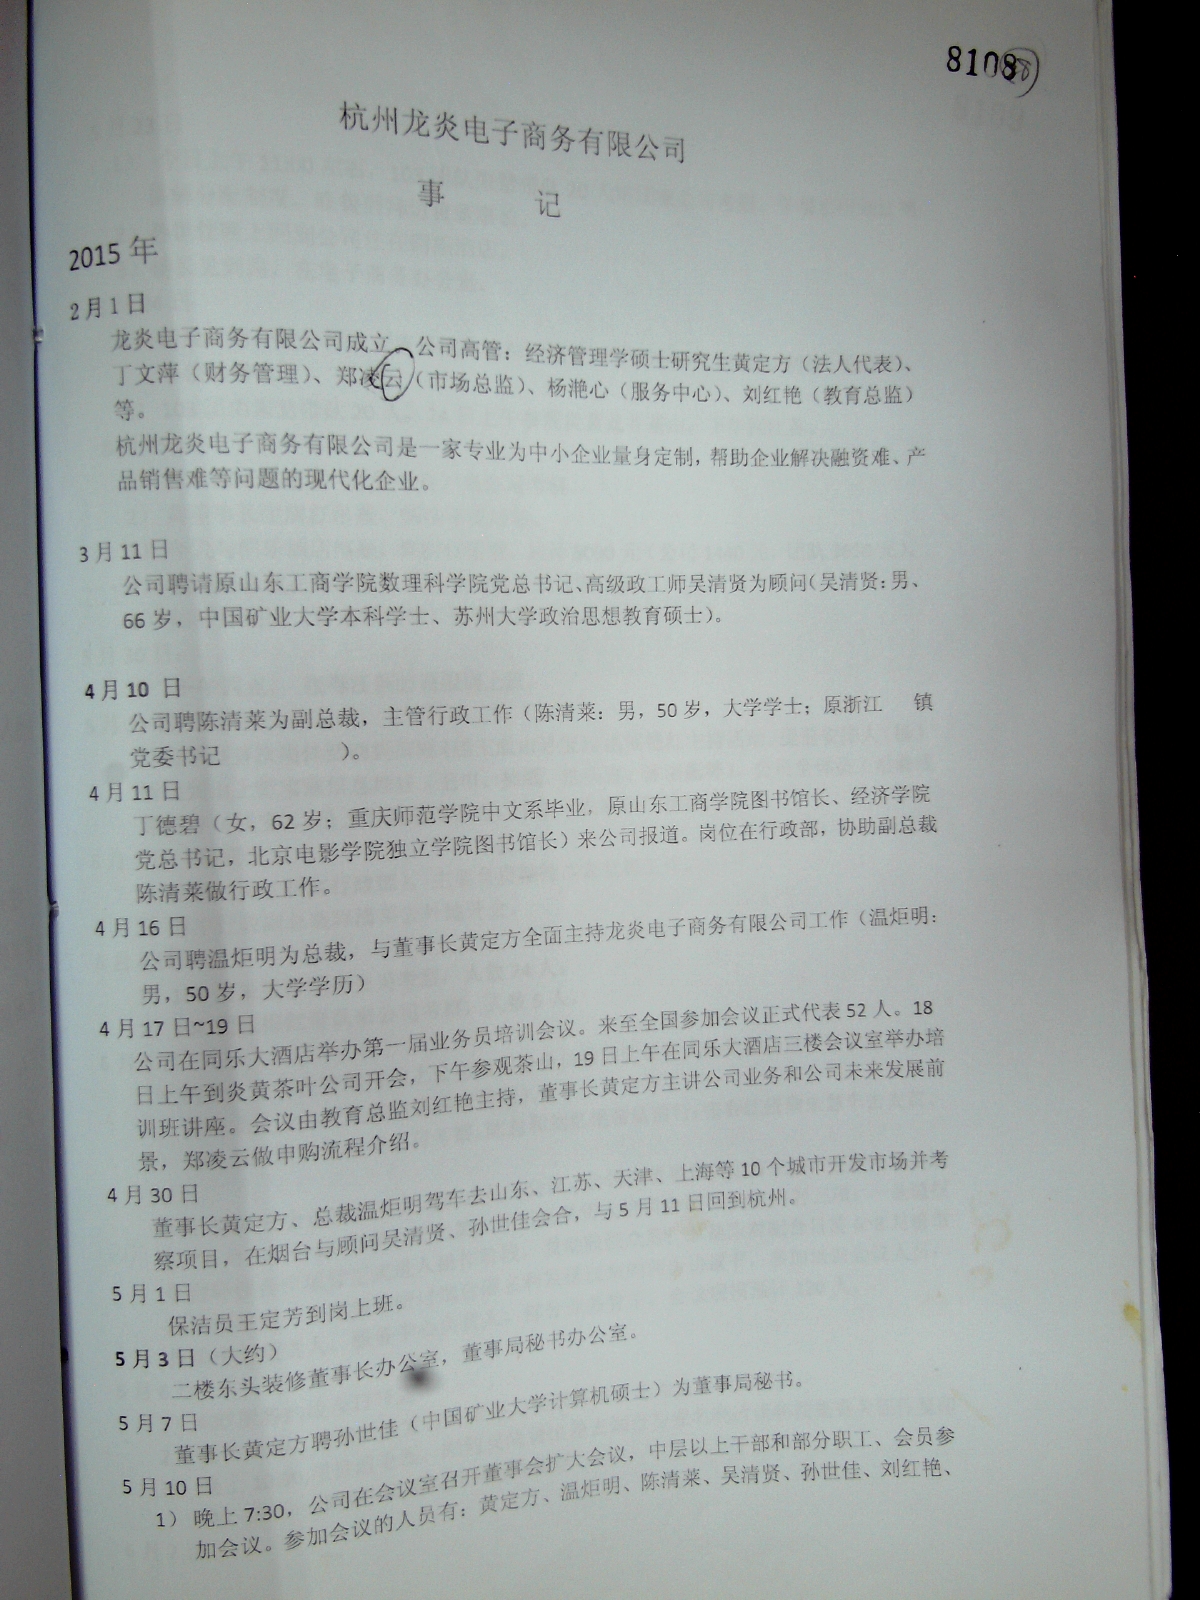 8108
杭州龙炎电子商务有限公司
事 记
2015 年
2 月 1 日
龙炎电子商务有限公司成立 公司高管：经济管理学硕士研究生黄定方（法人代表）、
丁文萍（财务管理）、郑凌云（市场总监）、杨滟心（服务中心）、刘红艳（教育总监）
等。
杭州龙炎电子商务有限公司是一家专业为中小企业量身定制，帮助企业解决融资难、产
品销售难等问题的现代化企业。
3 月 11 日
公司聘请原山东工商学院数理科学院党总书记、高级政工师吴清贤为顾问（吴清贤：男、
66 岁，中国矿业大学本科学士、苏州大学政治思想教育硕士）。
4 月 10 日
公司聘陈清莱为副总裁，主管行政工作（陈清莱：男，50 岁，大学学士；原浙江 镇
党委书记 ）。
4 月 11 日
丁德碧（女，62 岁；重庆师范学院中文系毕业，原山东工商学院图书馆长、经济学院
党总书记，北京电影学院独立学院图书馆长）来公司报道。岗位在行政部，协助副总裁
陈清莱做行政工作。
4 月 16 日
公司聘温炬明为总裁，与董事长黄定方全面主持龙炎电子商务有限公司工作（温炬明：
男，50 岁，大学学历）
4 月 17 日~19 日
公司在同乐大酒店举办第一届业务员培训会议。来至全国参加会议正式代表 52 人。18
日上午到炎黄茶叶公司开会，下午参观茶山，19 日上午在同乐大酒店三楼会议室举办培
训班讲座。会议由教育总监刘红艳主持，董事长黄定方主讲公司业务和公司未来发展前
景，郑凌云做申购流程介绍。
4 月 30 日
董事长黄定方、总裁温炬明驾车去山东、江苏、天津、上海等 10 个城市开发市场并考
察项目，在烟台与顾问吴清贤、孙世佳会合，与 5 月 11 日回到杭州。
5 月 1 日
保洁员王定芳到岗上班。
5 月 3 日（大约）
二楼东头装修董事长办公室，董事局秘书办公室。
5 月 7 日
董事长黄定方聘孙世佳（中国矿业大学计算机硕士）为董事局秘书。
5 月 10 日
1） 晚上 7:30，公司在会议室召开董事会扩大会议，中层以上干部和部分职工、会员参
加会议。参加会议的人员有：黄定方、温炬明、陈清莱、吴清贤、孙世佳、刘红艳、